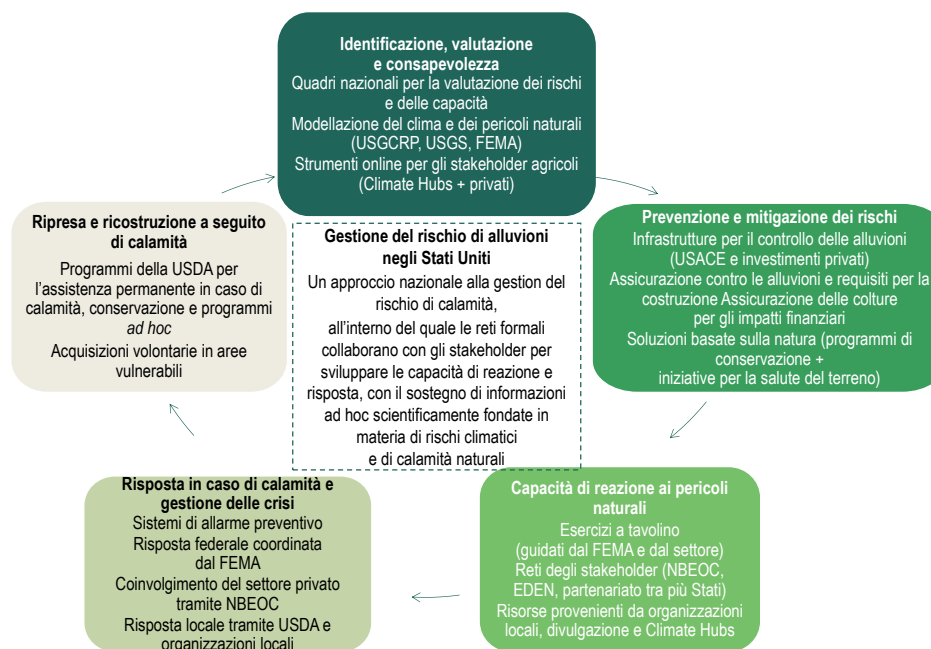 Identificazione, valutazione
e consapevolezza
Quadri nazionali per la valutazione dei rischi
e delle capacità
Modellazione del clima e dei pericoli naturali
(USGCRP, USGS, FEMA)
Strumenti online per gli stakeholder agricoli
(Climate Hubs + privati)
Prevenzione e mitigazione dei rischi
Infrastrutture per il controllo delle alluvioni
(USACE e investimenti privati)
Assicurazione contro le alluvioni e requisiti per la
costruzione Assicurazione delle colture
per gli impatti finanziari
Soluzioni basate sulla natura (programmi di
conservazione +
iniziative per la salute del terreno)
Capacità di reazione ai pericoli
naturali
Esercizi a tavolino
(guidati dal FEMA e dal settore)
Reti degli stakeholder (NBEOC,
EDEN, partenariato tra più Stati)
Risorse provenienti da organizzazioni
locali, divulgazione e Climate Hubs
Risposta in caso di calamità e
gestione delle crisi
Sistemi di allarme preventivo
Risposta federale coordinata
dal FEMA
Coinvolgimento del settore privato
tramite NBEOC
Risposta locale tramite USDA e
organizzazioni locali
Ripresa e ricostruzione a seguito
di calamità
Programmi della USDA per
l'assistenza permanente in caso di
calamità, conservazione e programmi
ad hoc
Acquisizioni volontarie in aree
vulnerabili
Gestione del rischio di alluvioni
negli Stati Uniti
Un approccio nazionale alla gestion del
rischio di calamità,
all'interno del quale le reti formali
collaborano con gli stakeholder per
sviluppare le capacità di reazione e
risposta, con il sostegno di informazioni
ad hoc scientificamente fondate in
materia di rischi climatici
e di calamità naturali